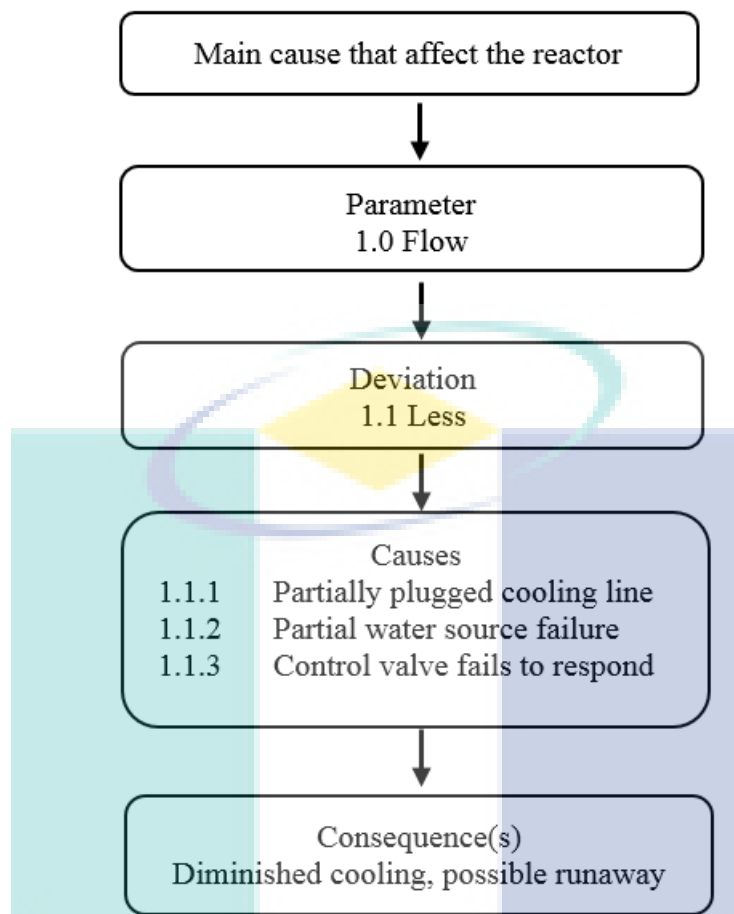 Main cause that affect the reactor
Parameter
1.0 Flow
Deviation
1.1 Less
Causes
1.1.1 Partially plugged cooling line
1.1.2 Partial water source failure
1.1.3 Control valve fails to respond
Consequence(s)
Diminished cooling, possible runaway